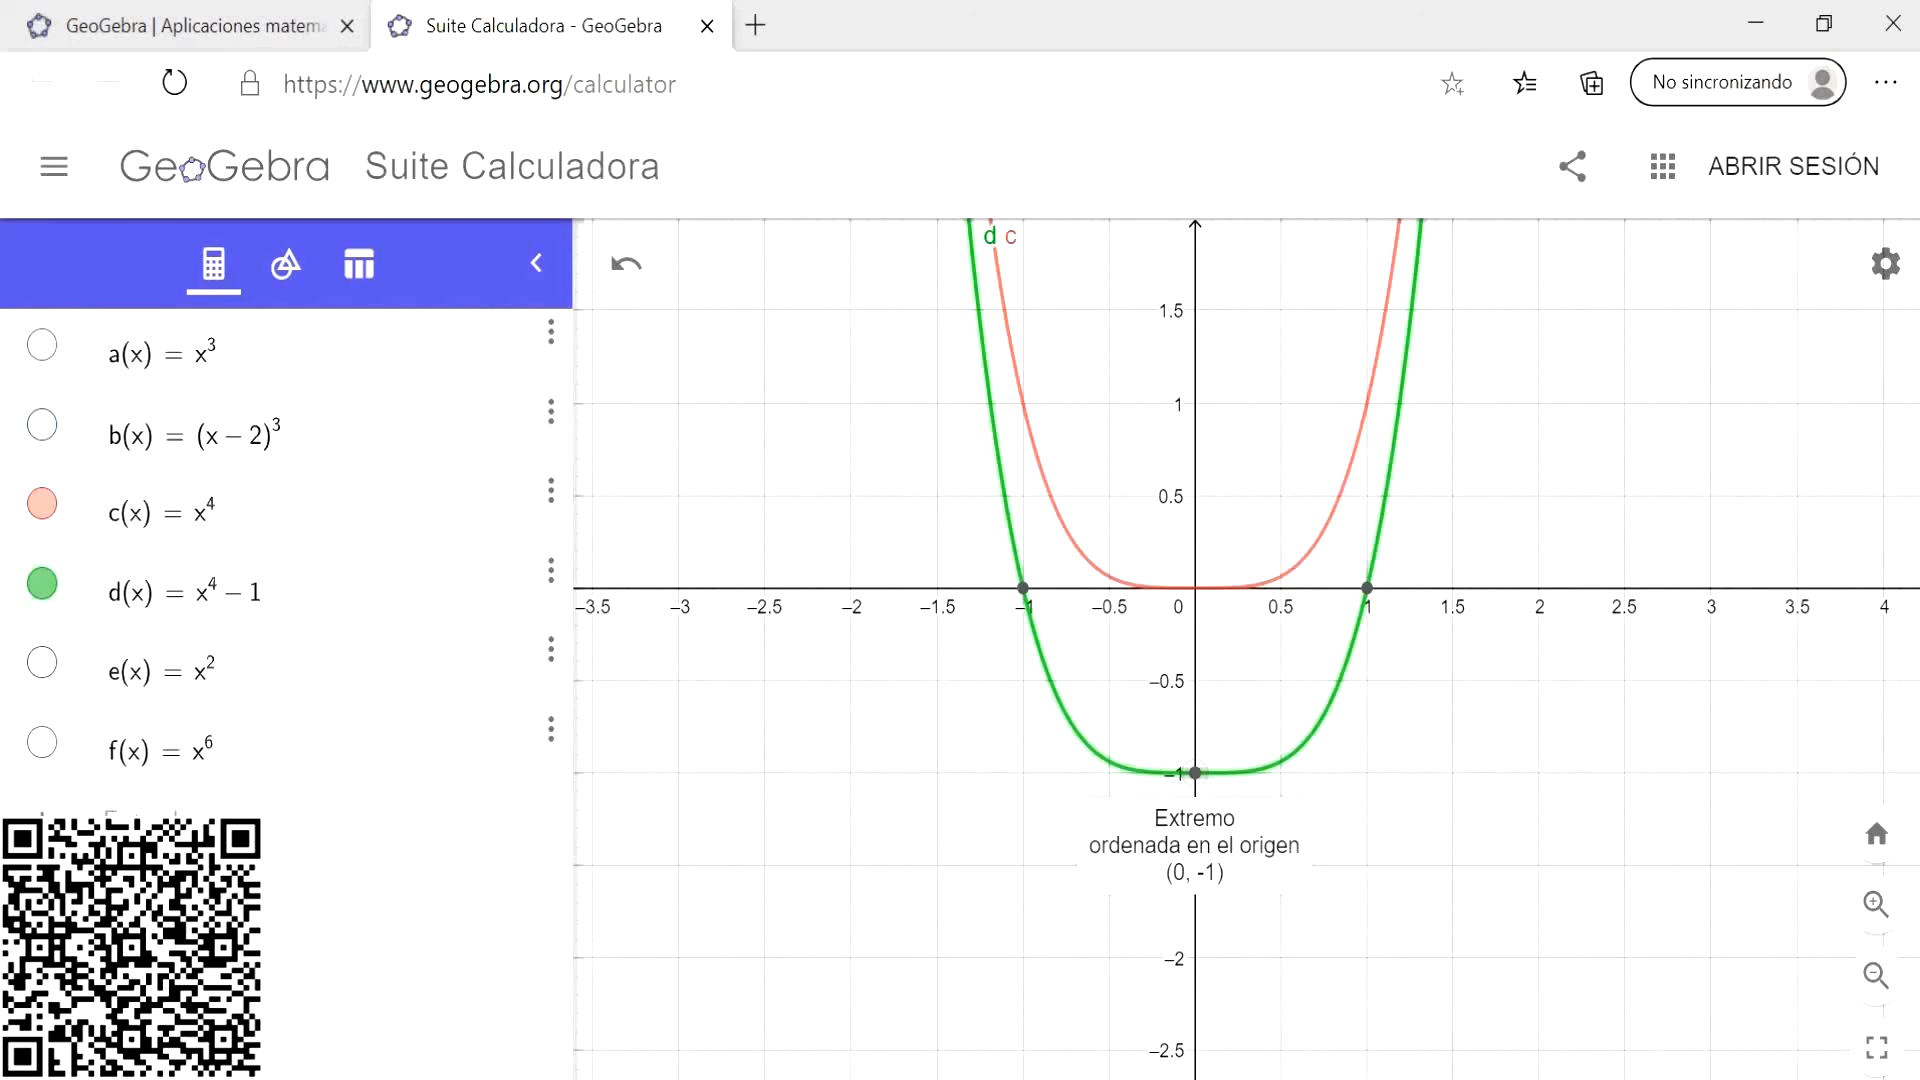 GeoGebra | Aplicaciones matem
Suite Calculadora - GeoGebra
https://www.geogebra.org/calculator
No sincronizando
GeoGebra Suite Calculadora
ABRIR SESIÓN
a(x) = x³
b(x) = (x – 2)³
c(x) = x⁴
d(x) = x⁴ – 1
e(x) = x²
f(x) = x⁶
d c
1.5
1
0.5
–3.5 –3 –2.5 –2 –1.5 –1 –0.5 0 0.5 1 1.5 2 2.5 3 3.5 4
–0.5
–1
Extremo
ordenada en el origen
(0, -1)
–2
–2.5